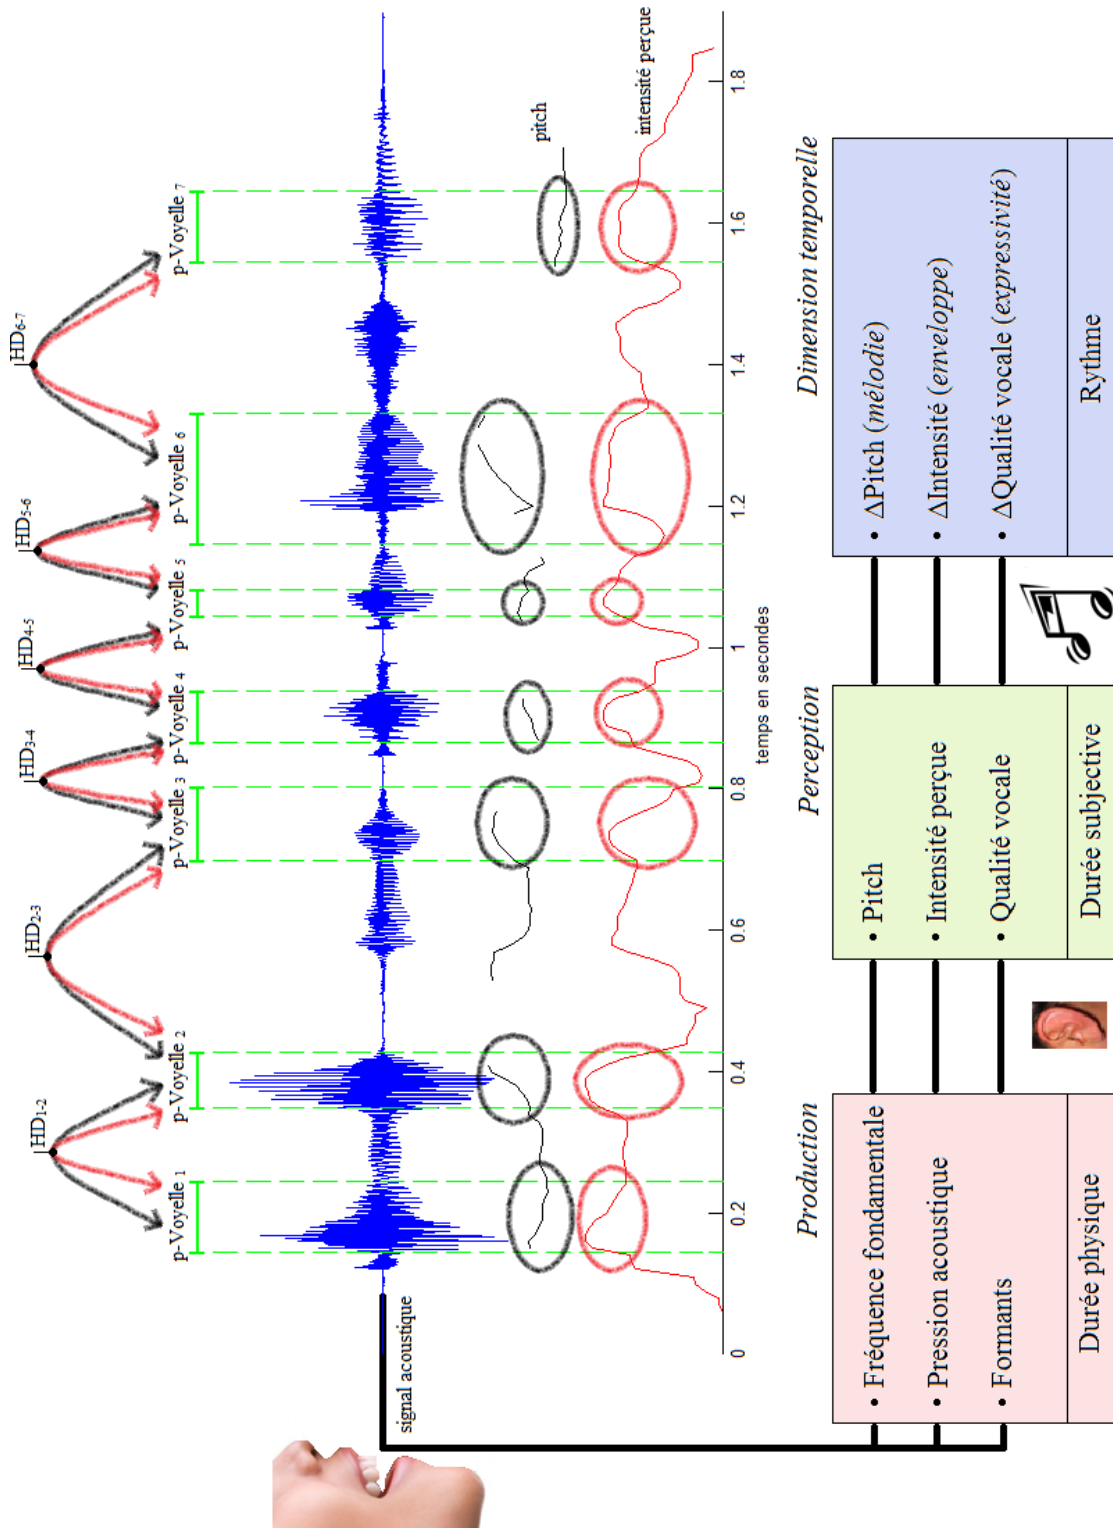 HD1-2
HD2-3
HD3-4
HD4-5
HD5-6
HD6-7
p-Voyelle 1
p-Voyelle 2
p-Voyelle 3
p-Voyelle 4
p-Voyelle 5
p-Voyelle 6
p-Voyelle 7
signal acoustique
pitch
intensité perçue
0
0.2
0.4
0.6
0.8
1
1.2
1.4
1.6
1.8
temps en secondes
Production
• Fréquence fondamentale
• Pression acoustique
• Formants
Durée physique
Perception
• Pitch
• Intensité perçue
• Qualité vocale
Durée subjective
Dimension temporelle
• ΔPitch (mélodie)
• ΔIntensité (enveloppe)
• ΔQualité vocale (expressivité)
Rythme